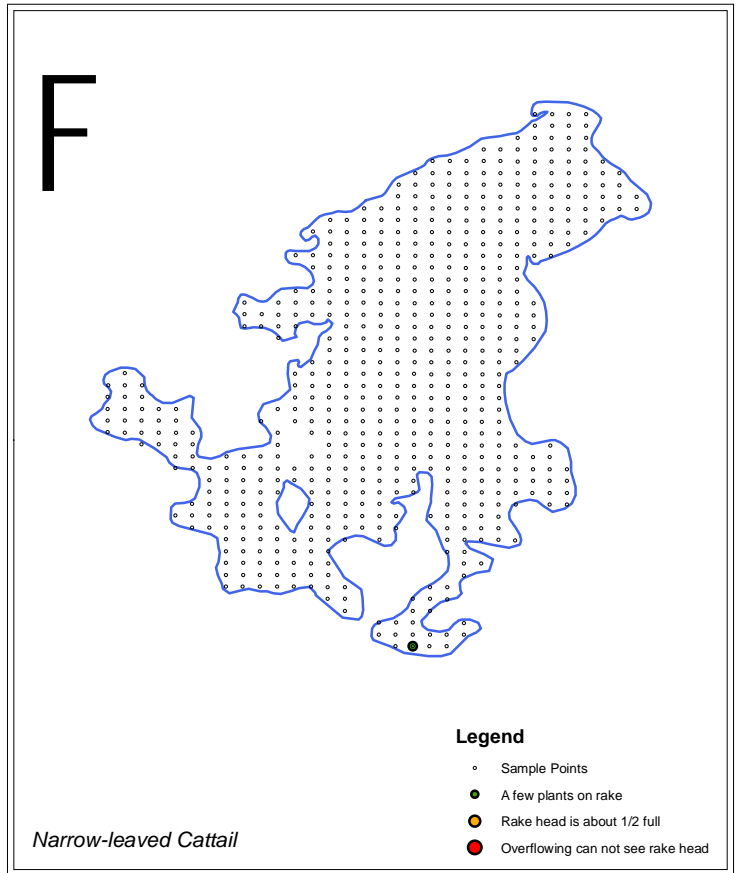 F
Legend
Sample Points
A few plants on rake
Rake head is about 1/2 full
Overflowing can not see rake head
Narrow-leaved Cattail